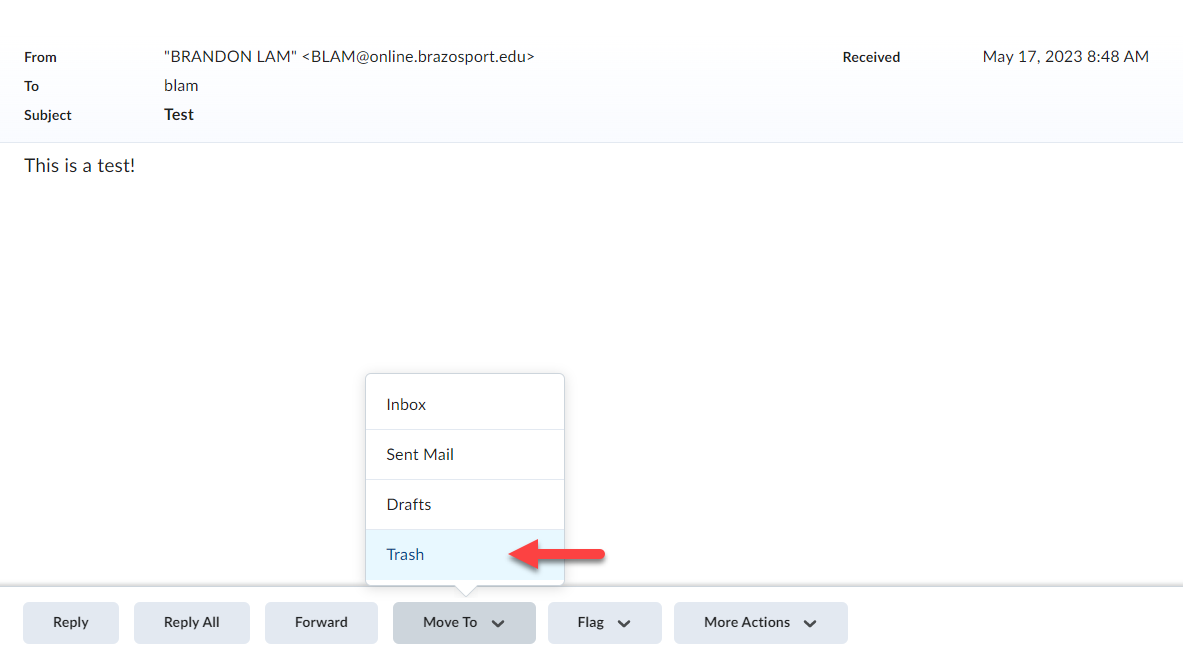 From "BRANDON LAM" <BLAM@online.brazosport.edu> Received May 17, 2023 8:48 AM
To blam
Subject Test
This is a test!
Inbox
Sent Mail
Drafts
Trash
Reply Reply All Forward Move To Flag More Actions